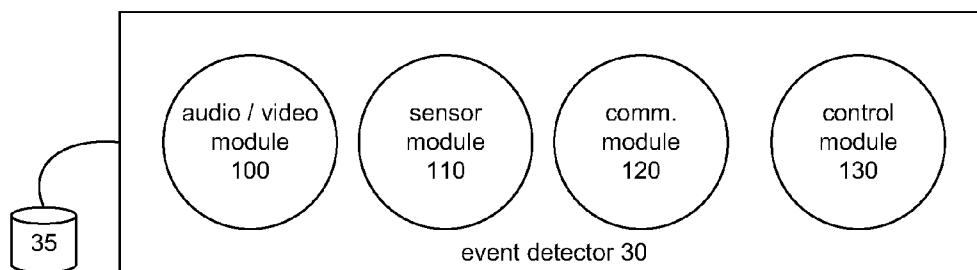 audio / video
module
100
sensor
module
110
comm.
module
120
control
module
130
35
event detector 30